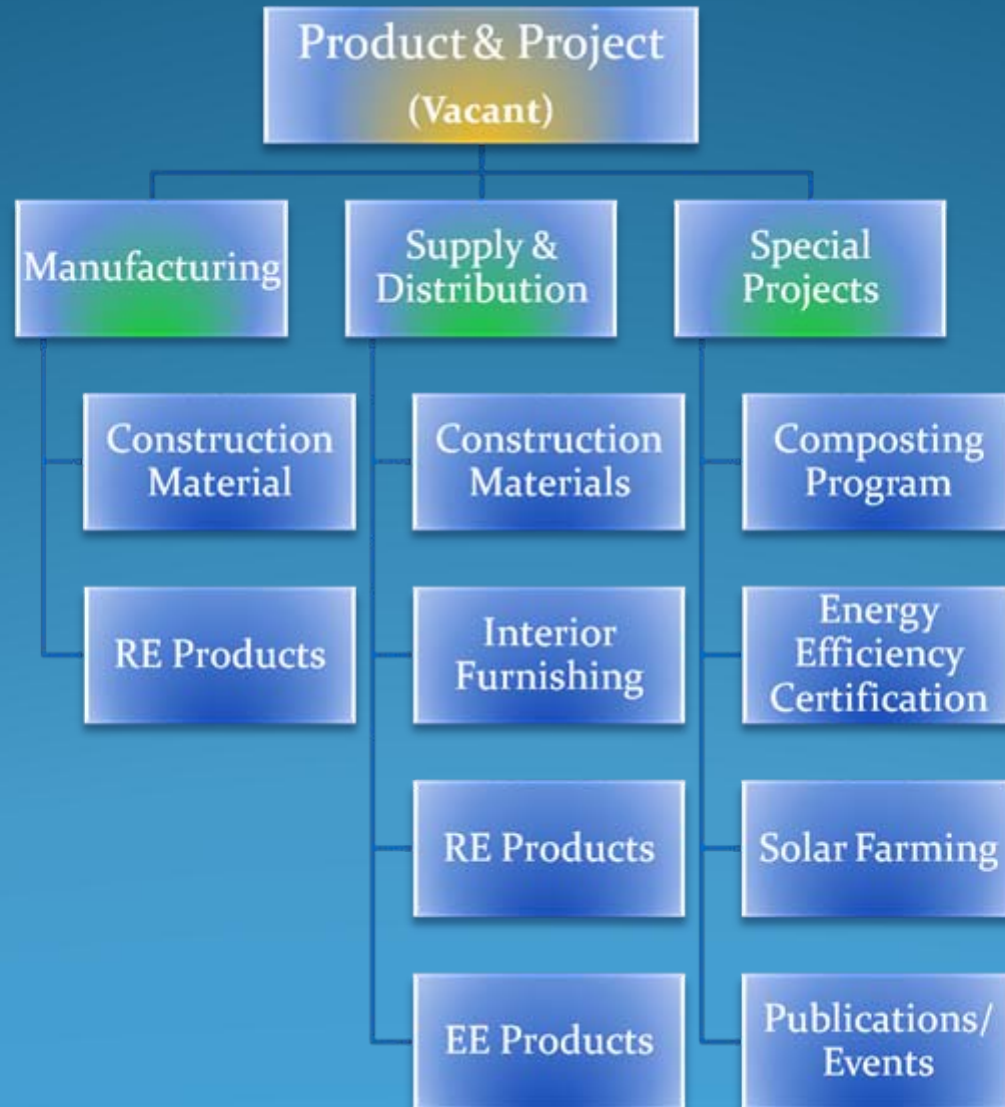 Product & Project
(Vacant)
Manufacturing
Supply &
Distribution
Special
Projects
Construction
Material
RE Products
Construction
Materials
Interior
Furnishing
RE Products
EE Products
Composting
Program
Energy
Efficiency
Certification
Solar Farming
Publications/
Events